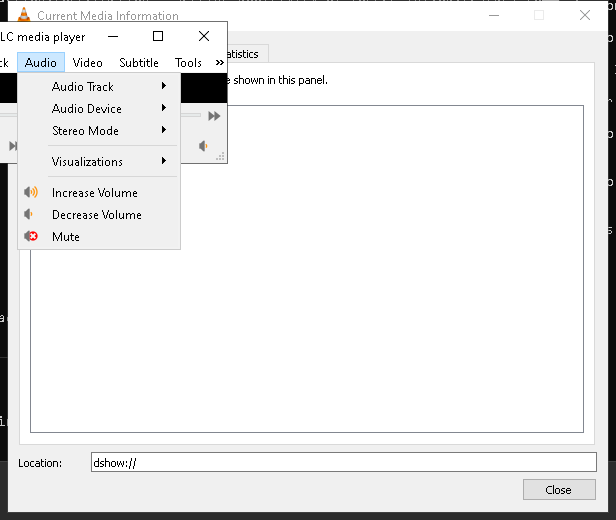 Current Media Information
LC media player
ck Audio Video Subtitle Tools »
atistics
e shown in this panel.
Audio Track
Audio Device
Stereo Mode
Visualizations
Increase Volume
Decrease Volume
Mute
Location: dshow://
Close